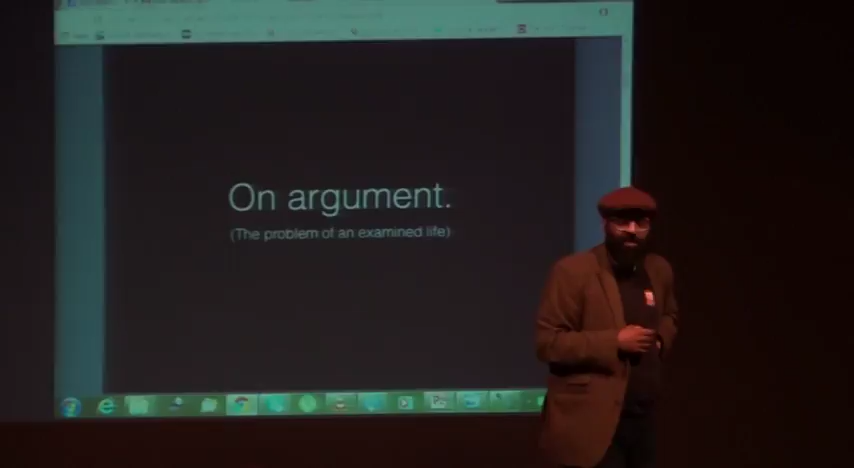 On argument.
(The problem of an examined life)